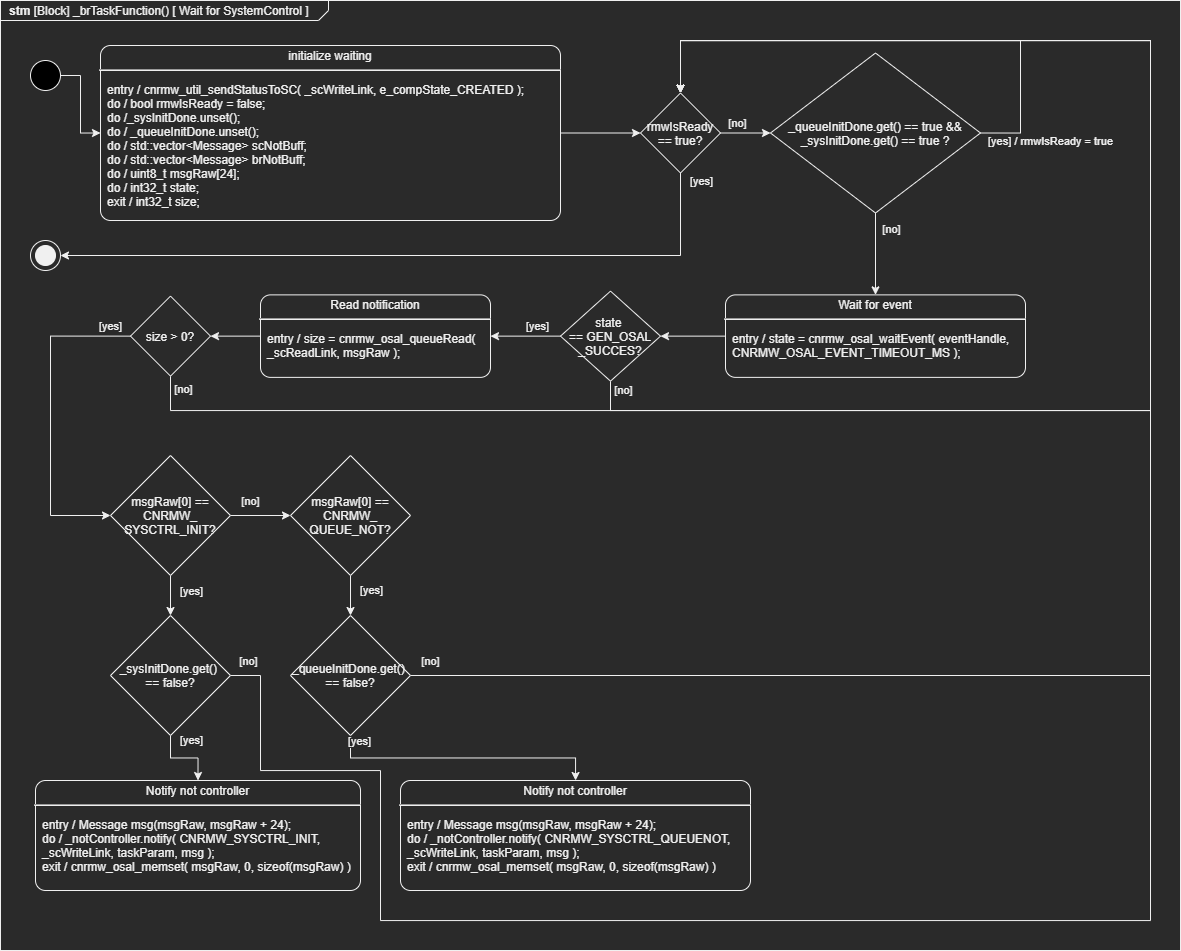 stm [Block] _brTaskFunction() [ Wait for SystemControl ]
initialize waiting
entry / cnrmw_util_sendStatusToSC( _scWriteLink, e_compState_CREATED );
do / bool rmwIsReady = false;
do /_sysInitDone.unset();
do / _queueInitDone.unset();
do / std::vector<Message> scNotBuff;
do / std::vector<Message> brNotBuff;
do / uint8_t msgRaw[24];
do / int32_t state;
exit / int32_t size;
rmwIsReady
== true?
[no]
[yes]
_queueInitDone.get() == true &&
_sysInitDone.get() == true ?
[yes] / rmwIsReady = true
[no]
Wait for event
entry / state = cnrmw_osal_waitEvent( eventHandle,
CNRMW_OSAL_EVENT_TIMEOUT_MS );
state
== GEN_OSAL
_SUCCES?
[yes]
[no]
Read notification
entry / size = cnrmw_osal_queueRead(
_scReadLink, msgRaw );
size > 0?
[yes]
[no]
msgRaw[0] ==
CNRMW_
SYSCTRL_INIT?
[no]
[yes]
msgRaw[0] ==
CNRMW_
QUEUE_NOT?
[yes]
_sysInitDone.get()
== false?
[no]
[yes]
_queueInitDone.get()
== false?
[no]
[yes]
Notify not controller
entry / Message msg(msgRaw, msgRaw + 24);
do / _notController.notify( CNRMW_SYSCTRL_INIT,
_scWriteLink, taskParam, msg );
exit / cnrmw_osal_memset( msgRaw, 0, sizeof(msgRaw) )
Notify not controller
entry / Message msg(msgRaw, msgRaw + 24);
do / _notController.notify( CNRMW_SYSCTRL_QUEUENOT,
_scWriteLink, taskParam, msg );
exit / cnrmw_osal_memset( msgRaw, 0, sizeof(msgRaw) )